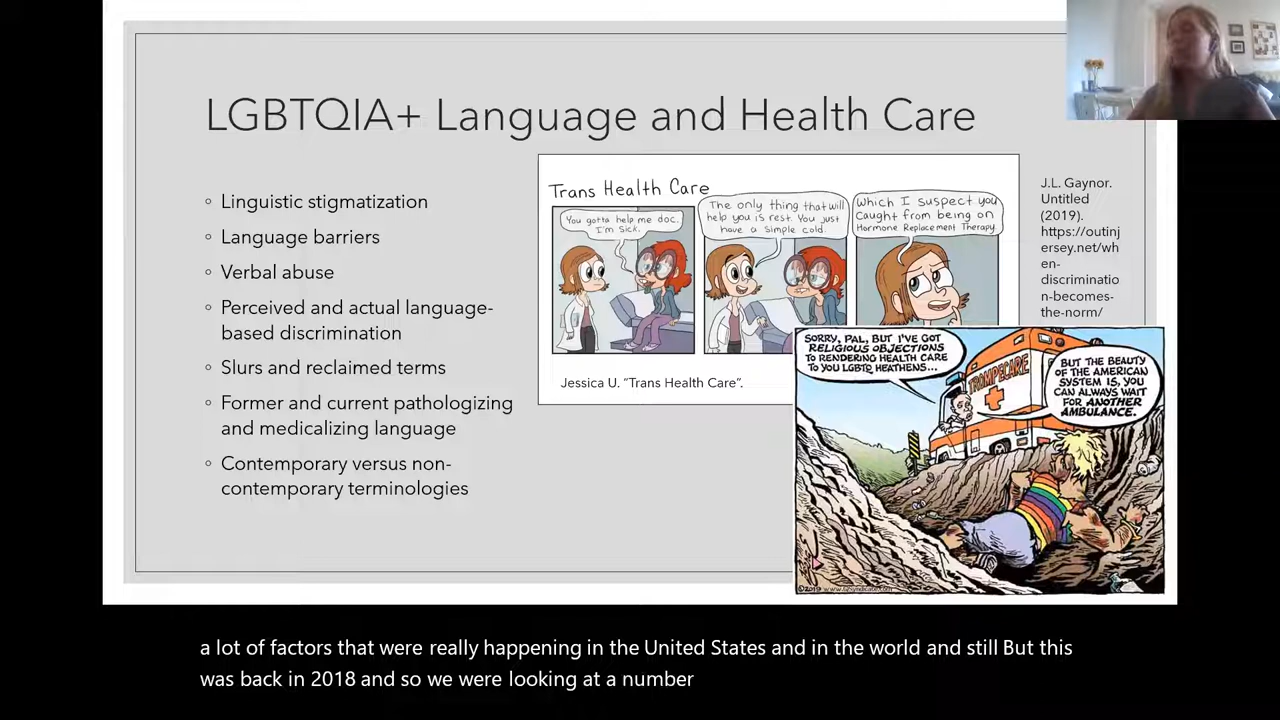 LGBTQIA+ Language and Health Care
Linguistic stigmatization
Language barriers
Verbal abuse
Perceived and actual language-
based discrimination
Slurs and reclaimed terms
Former and current pathologizing
and medicalizing language
Contemporary versus non-
contemporary terminologies
Trans Health Care
You gotta help me doc.
I'm sick.
The only thing that will
help you is rest. You just
have a simple cold.
Which I suspect you
caught from being on
Hormone Replacement Therapy.
Jessica U. "Trans Health Care".
J.L. Gaynor.
Untitled
(2019).
https://outinj
ersey.net/wh
en-
discriminatio
n-becomes-
the-norm/
SORRY, PAL, BUT I'VE GOT
RELIGIOUS OBJECTIONS
TO RENDERING HEALTH CARE
TO YOU LGBTQ HEATHENS...
TRUMPECARE
BUT THE BEAUTY
OF THE AMERICAN
SYSTEM IS, YOU
CAN ALWAYS WAIT
FOR ANOTHER
AMBULANCE.
©2019
a lot of factors that were really happening in the United States and in the world and still But this
was back in 2018 and so we were looking at a number